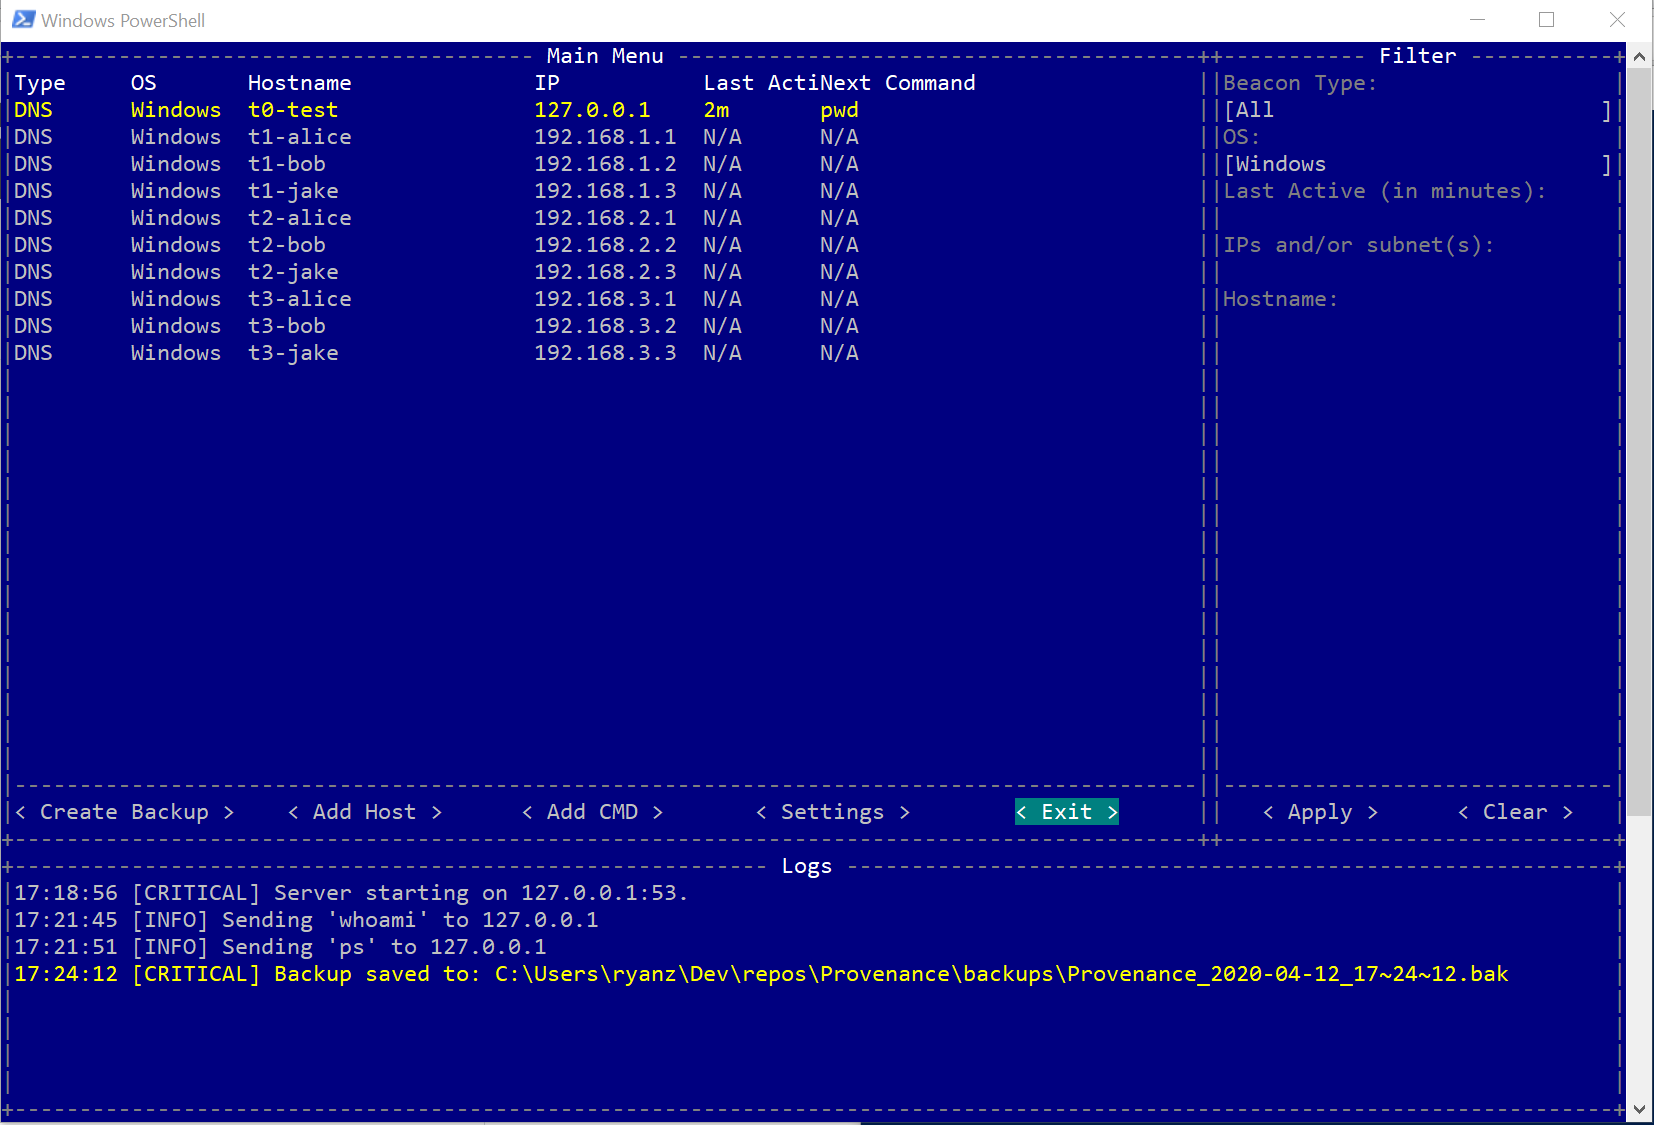 Windows PowerShell
Main Menu
Type OS Hostname IP Last ActiNext Command
DNS Windows t0-test 127.0.0.1 2m pwd
DNS Windows t1-alice 192.168.1.1 N/A N/A
DNS Windows t1-bob 192.168.1.2 N/A N/A
DNS Windows t1-jake 192.168.1.3 N/A N/A
DNS Windows t2-alice 192.168.2.1 N/A N/A
DNS Windows t2-bob 192.168.2.2 N/A N/A
DNS Windows t2-jake 192.168.2.3 N/A N/A
DNS Windows t3-alice 192.168.3.1 N/A N/A
DNS Windows t3-bob 192.168.3.2 N/A N/A
DNS Windows t3-jake 192.168.3.3 N/A N/A
< Create Backup > < Add Host > < Add CMD > < Settings > < Exit >
Filter
Beacon Type:
[All ]
OS:
[Windows ]
Last Active (in minutes):
IPs and/or subnet(s):
Hostname:
< Apply > < Clear >
Logs
17:18:56 [CRITICAL] Server starting on 127.0.0.1:53.
17:21:45 [INFO] Sending 'whoami' to 127.0.0.1
17:21:51 [INFO] Sending 'ps' to 127.0.0.1
17:24:12 [CRITICAL] Backup saved to: C:\Users\ryanz\Dev\repos\Provenance\backups\Provenance_2020-04-12_17~24~12.bak